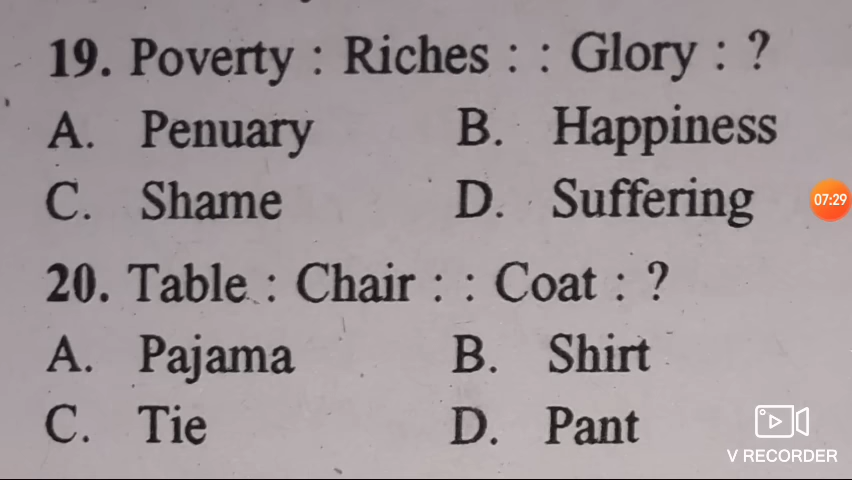 19. Poverty : Riches : : Glory : ?
A. Penuary B. Happiness
C. Shame D. Suffering
07:29
20. Table : Chair : : Coat : ?
A. Pajama B. Shirt
C. Tie D. Pant
V RECORDER